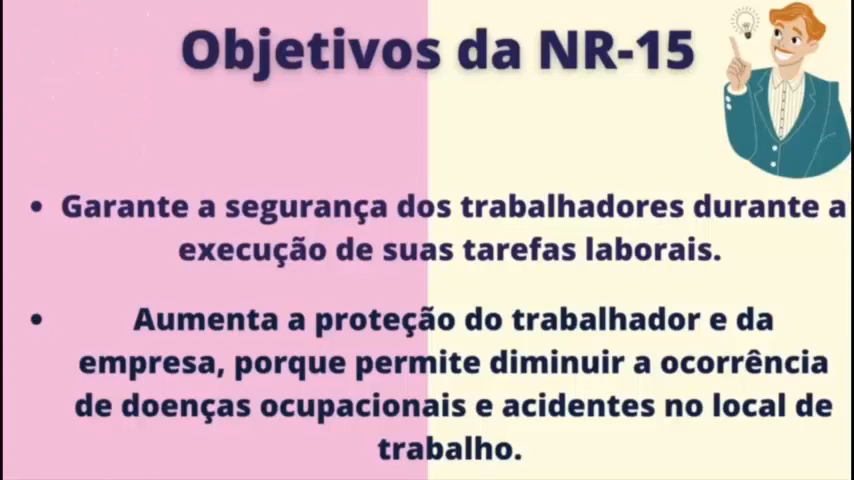 Objetivos da NR-15
• Garante a segurança dos trabalhadores durante a
execução de suas tarefas laborais.
• Aumenta a proteção do trabalhador e da
empresa, porque permite diminuir a ocorrência
de doenças ocupacionais e acidentes no local de
trabalho.